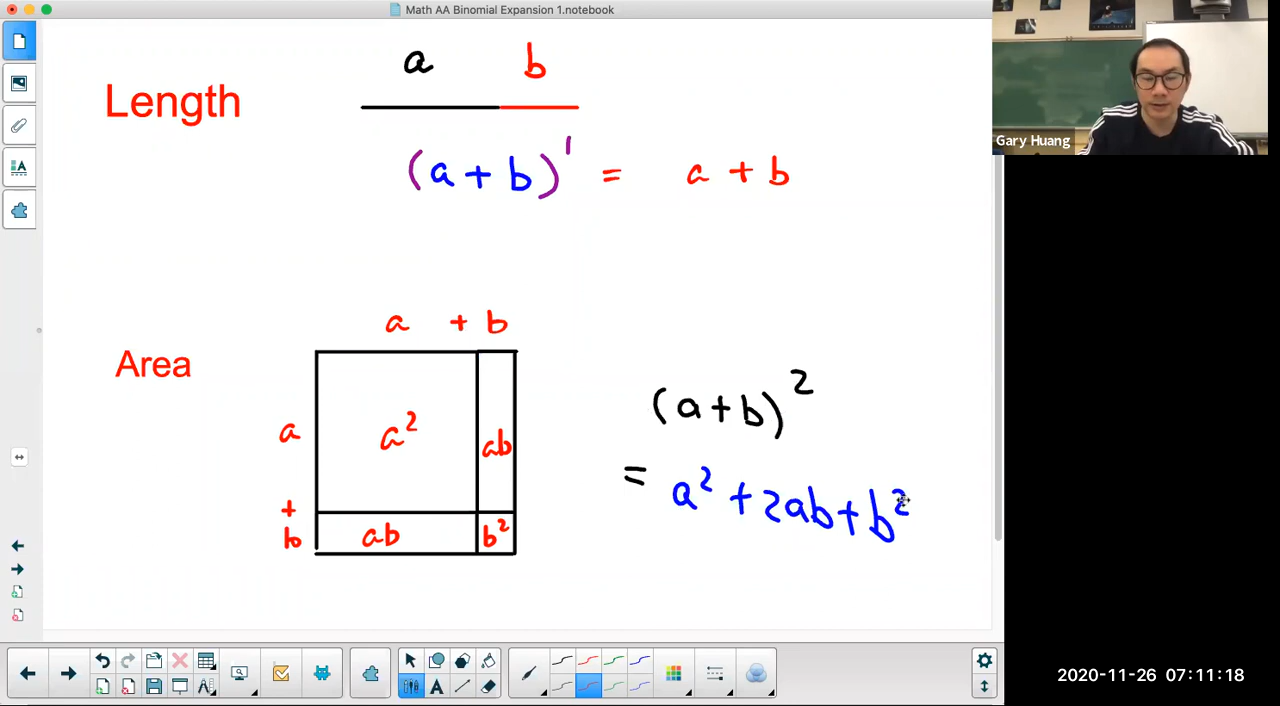 Math AA Binomial Expansion 1.notebook
a b
Length
(a + b)¹ = a + b
Gary Huang
a + b
Area
a
a²
ab
(a+b)²
= a² + 2ab + b²
+
b
ab
b²
A
2020-11-26 07:11:18